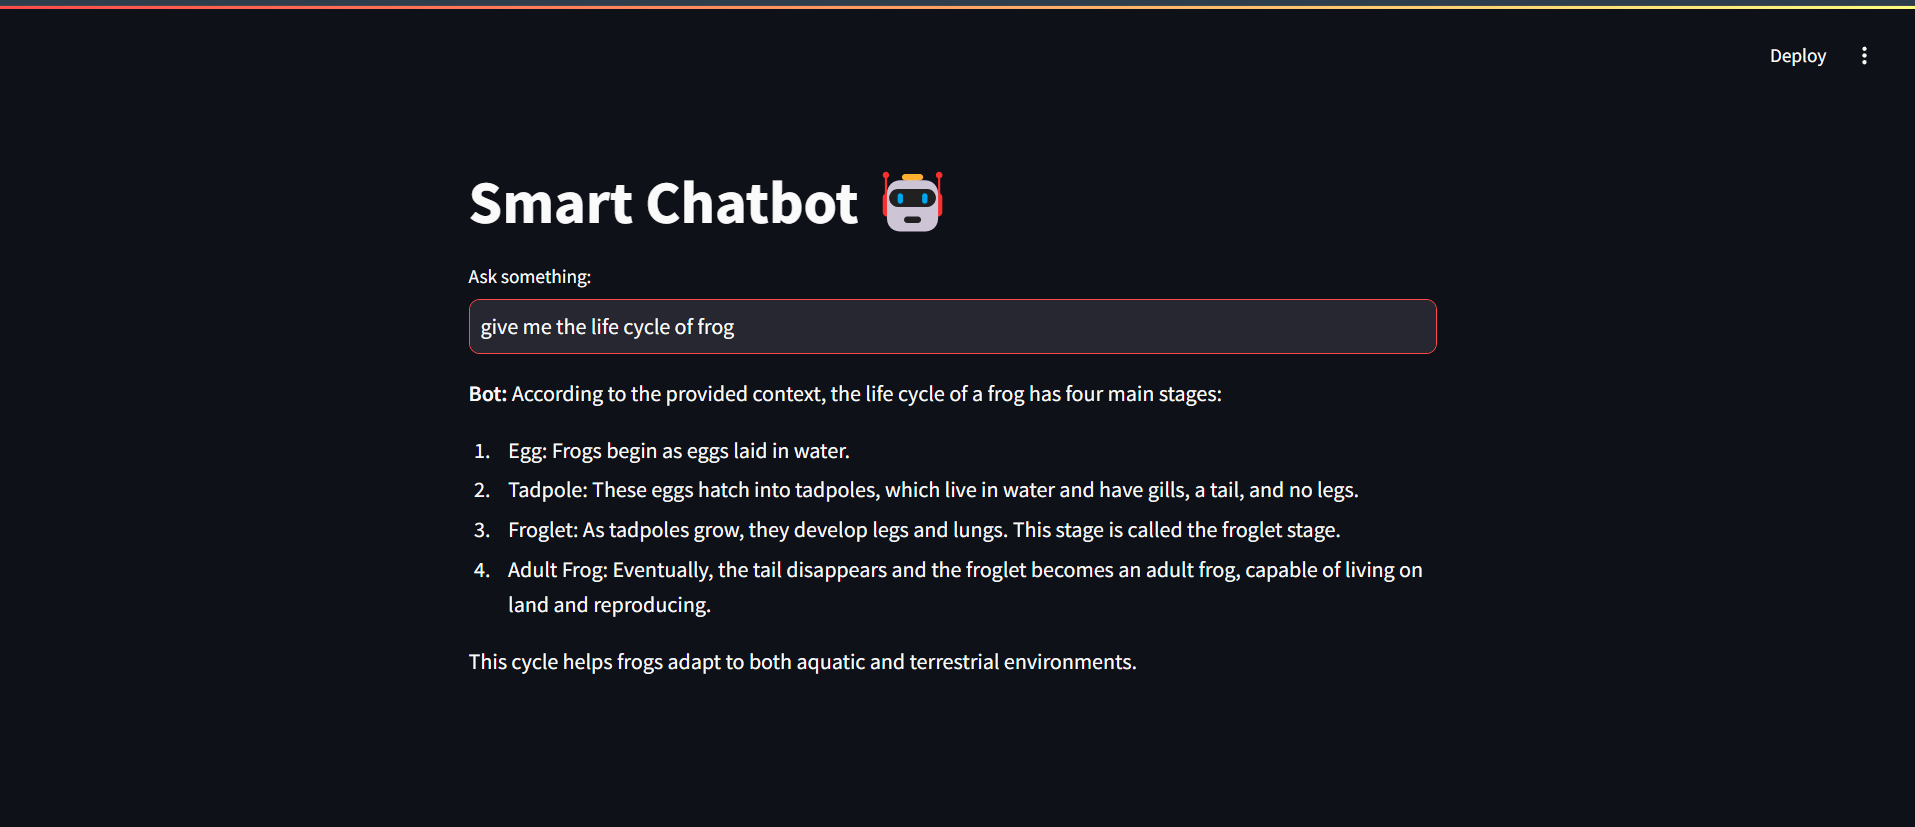 Deploy
Smart Chatbot
Ask something:
give me the life cycle of frog
Bot: According to the provided context, the life cycle of a frog has four main stages:
1. Egg: Frogs begin as eggs laid in water.
2. Tadpole: These eggs hatch into tadpoles, which live in water and have gills, a tail, and no legs.
3. Froglet: As tadpoles grow, they develop legs and lungs. This stage is called the froglet stage.
4. Adult Frog: Eventually, the tail disappears and the froglet becomes an adult frog, capable of living on
land and reproducing.
This cycle helps frogs adapt to both aquatic and terrestrial environments.